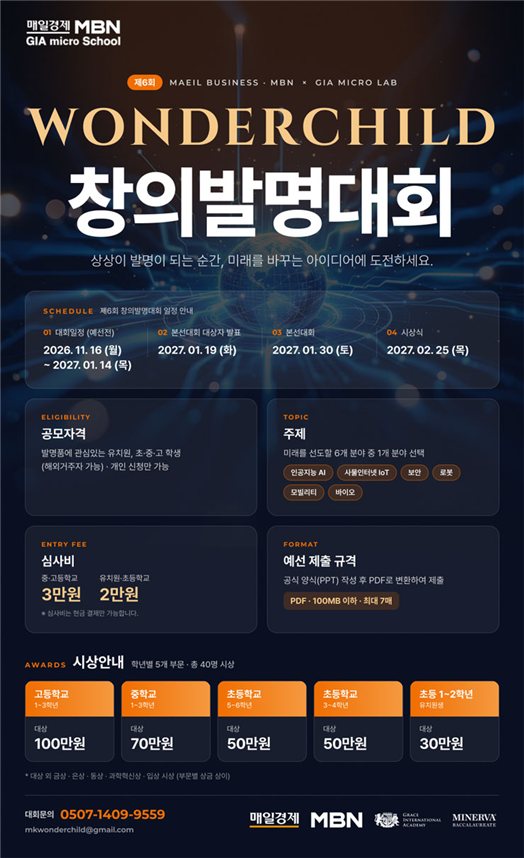 매일경제 MBN
GIA micro School
제6회 MAEIL BUSINESS · MBN × GIA MICRO LAB
WONDERCHILD
창의발명대회
상상이 발명이 되는 순간, 미래를 바꾸는 아이디어에 도전하세요.
SCHEDULE 제6회 창의발명대회 일정 안내
01 대회일정 (예선전)
2026. 11. 16 (월)
~ 2027. 01. 14 (목)
02 본선대회 대상자 발표
2027. 01. 19 (화)
03 본선대회
2027. 01. 30 (토)
04 시상식
2027. 02. 25 (목)
ELIGIBILITY
공모자격
발명품에 관심있는 유치원, 초·중·고 학생
(해외거주자 가능) · 개인 신청만 가능
TOPIC
주제
미래를 선도할 6개 분야 중 1개 분야 선택
인공지능 AI 사물인터넷 IoT 보안 로봇
모빌리티 바이오
ENTRY FEE
심사비
중·고등학교 유치원·초등학교
3만원 2만원
※ 심사비는 현금 결제만 가능합니다.
FORMAT
예선 제출 규격
공식 양식(PPT) 작성 후 PDF로 변환하여 제출
PDF · 100MB 이하 · 최대 7매
AWARDS 시상안내 학년별 5개 부문 · 총 40명 시상
고등학교
1~3학년
대상
100만원
중학교
1~3학년
대상
70만원
초등학교
5~6학년
대상
50만원
초등학교
3~4학년
대상
50만원
초등 1~2학년
유치원생
대상
30만원
* 대상 외 금상 · 은상 · 동상 · 과학혁신상 · 입상 시상 (부문별 상금 상이)
대회문의 0507-1409-9559
mkwonderchild@gmail.com
매일경제 MBN
GRACE
INTERNATIONAL
ACADEMY
MINERVA
BACCALAUREATE